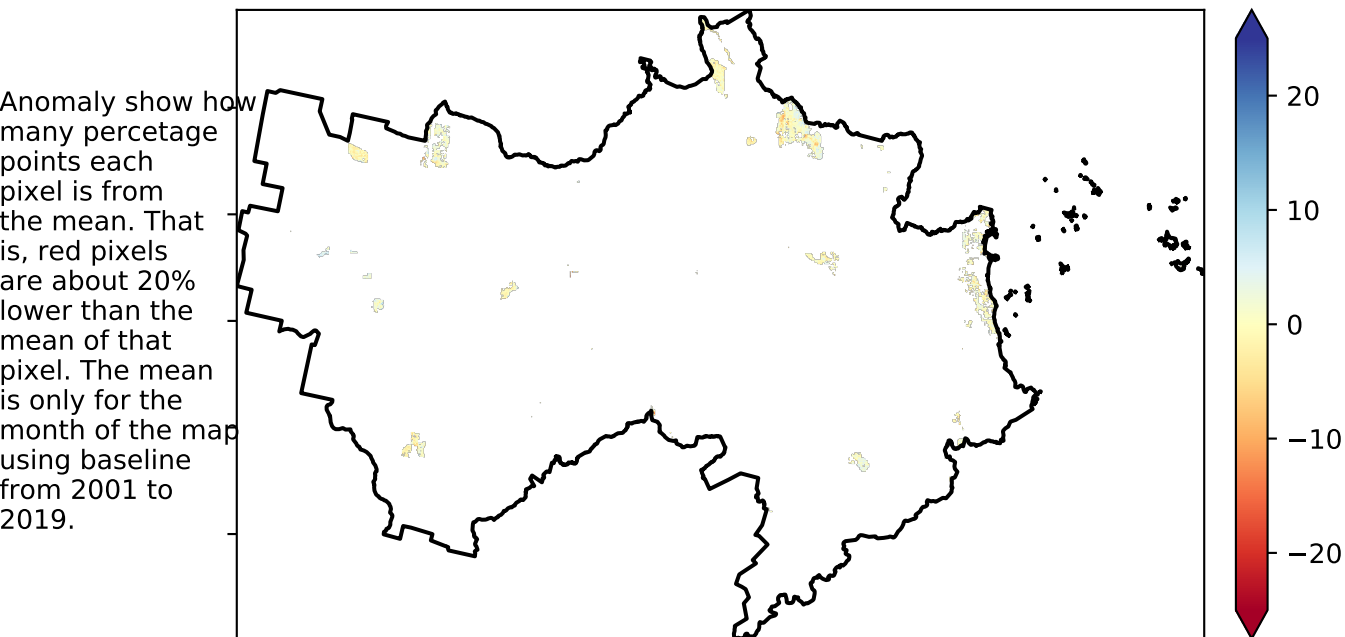 Anomaly show how
many percetage
points each
pixel is from
the mean. That
is, red pixels
are about 20%
lower than the
mean of that
pixel. The mean
is only for the
month of the map
using baseline
from 2001 to
2019.
20
10
0
−10
−20